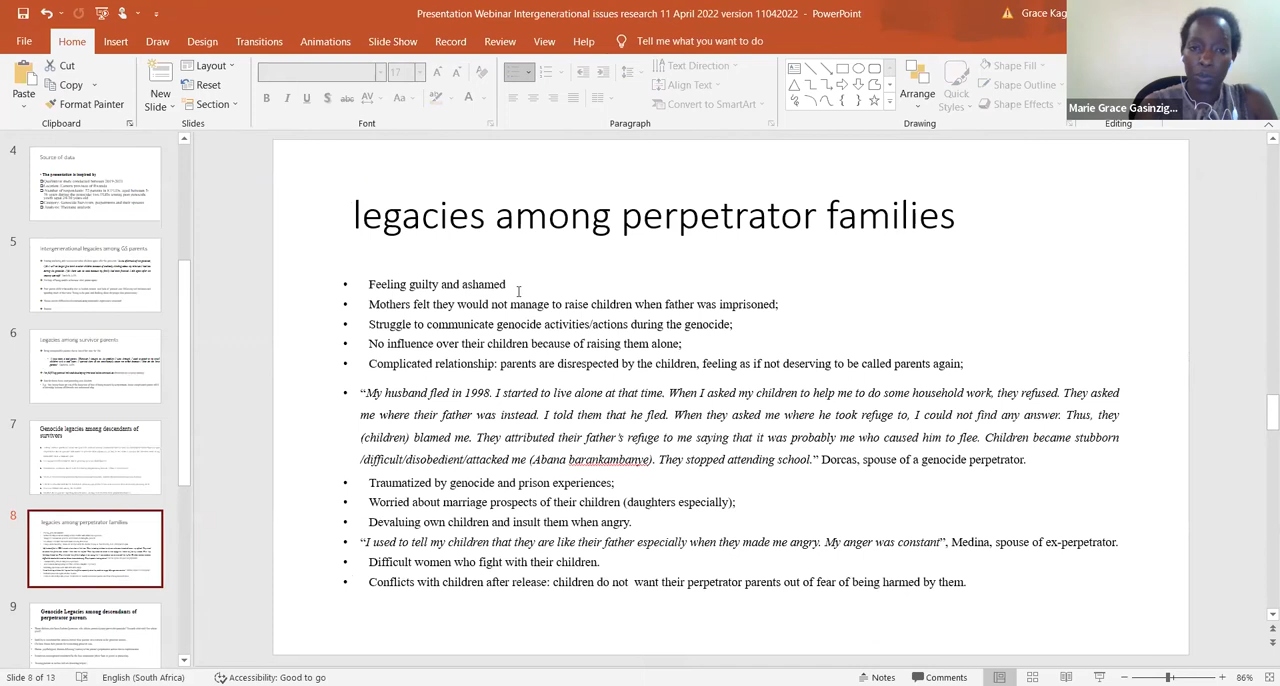 Presentation Webinar Intergenerational issues research 11 April 2022 version 11042022 - PowerPoint
Grace Kag
File Home Insert Draw Design Transitions Animations Slide Show Record Review View Help Tell me what you want to do
Paste
Cut
Copy
Format Painter
Clipboard
New Slide
Layout
Reset
Section
Slides
17
B I U S abc AV Aa A
Font
Text Direction
Align Text
Convert to SmartArt
Paragraph
Arrange
Quick Styles
Shape Fill
Shape Outline
Shape Effects
Drawing
Editing
Marie Grace Gasinzig...
4
Source of data
The presentation is inspired by
5
Intergenerational legacies among GS parents
6
Legacies among survivor parents
7
Genocide legacies among descendants of survivors
8
legacies among perpetrator families
9
Genocide Legacies among descendants of perpetrator parents
legacies among perpetrator families
• Feeling guilty and ashamed
• Mothers felt they would not manage to raise children when father was imprisoned;
• Struggle to communicate genocide activities/actions during the genocide;
• No influence over their children because of raising them alone;
• Complicated relationship: parents are disrespected by the children, feeling as if not deserving to be called parents again;
• “My husband fled in 1998. I started to live alone at that time. When I asked my children to help me to do some household work, they refused. They asked
me where their father was instead. I told them that he fled. When they asked me where he took refuge to, I could not find any answer. Thus, they
(children) blamed me. They attributed their father’s refuge to me saying that it was probably me who caused him to flee. Children became stubborn
/difficult/disobedient/unruly (Abana barambambanye). They stopped attending school.” Dorcas, spouse of a genocide perpetrator.
• Traumatized by genocide and prison experiences;
• Worried about marriage prospects of their children (daughters especially);
• Devaluing own children and insult them when angry.
“I used to tell my children that they are like their father especially when they made mistakes. My anger was constant”, Medina, spouse of ex-perpetrator.
• Difficult women who fight with their children.
• Conflicts with children after release: children do not want their perpetrator parents out of fear of being harmed by them.
Slide 8 of 13 English (South Africa) Accessibility: Good to go Notes Comments 86%